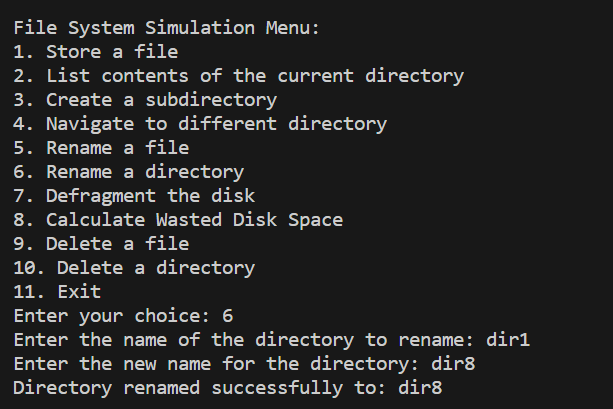 File System Simulation Menu:
1. Store a file
2. List contents of the current directory
3. Create a subdirectory
4. Navigate to different directory
5. Rename a file
6. Rename a directory
7. Defragment the disk
8. Calculate Wasted Disk Space
9. Delete a file
10. Delete a directory
11. Exit
Enter your choice: 6
Enter the name of the directory to rename: dir1
Enter the new name for the directory: dir8
Directory renamed successfully to: dir8